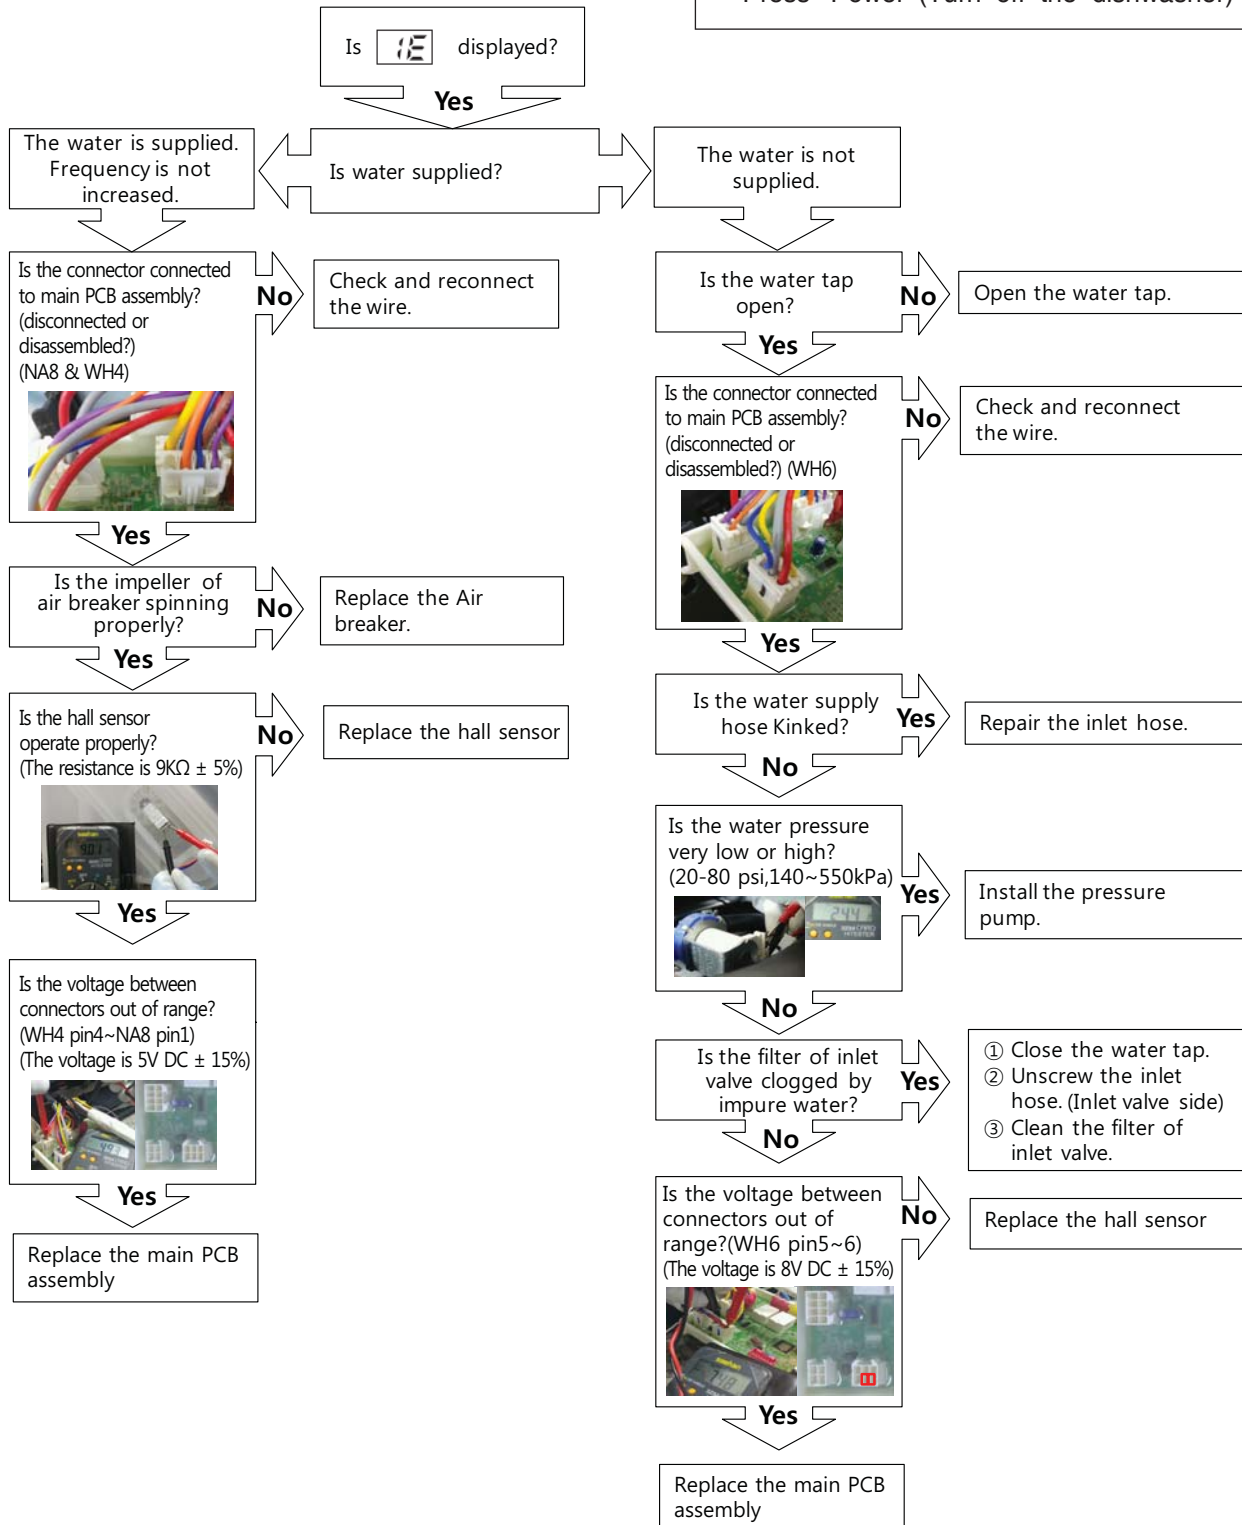 Press Power (Turn off the dishwasher)
Is IE displayed?
Yes
The water is supplied.
Frequency is not
increased.
Is water supplied?
The water is not
supplied.
Is the connector connected
to main PCB assembly?
(disconnected or
disassembled?)
(NA8 & WH4)
No
Check and reconnect
the wire.
Yes
Is the impeller of
air breaker spinning
properly?
No
Replace the Air
breaker.
Yes
Is the hall sensor
operate properly?
(The resistance is 9KΩ ± 5%)
9.01
No
Replace the hall sensor
Yes
Is the voltage between
connectors out of range?
(WH4 pin4~NA8 pin1)
(The voltage is 5V DC ± 15%)
Yes
Replace the main PCB
assembly
Is the water tap
open?
No
Open the water tap.
Yes
Is the connector connected
to main PCB assembly?
(disconnected or
disassembled?) (WH6)
No
Check and reconnect
the wire.
Yes
Is the water supply
hose Kinked?
Yes
Repair the inlet hose.
No
Is the water pressure
very low or high?
(20-80 psi,140~550kPa)
244
Yes
Install the pressure
pump.
No
Is the filter of inlet
valve clogged by
impure water?
Yes
① Close the water tap.
② Unscrew the inlet
hose. (Inlet valve side)
③ Clean the filter of
inlet valve.
No
Is the voltage between
connectors out of
range?(WH6 pin5~6)
(The voltage is 8V DC ± 15%)
No
Replace the hall sensor
Yes
Replace the main PCB
assembly